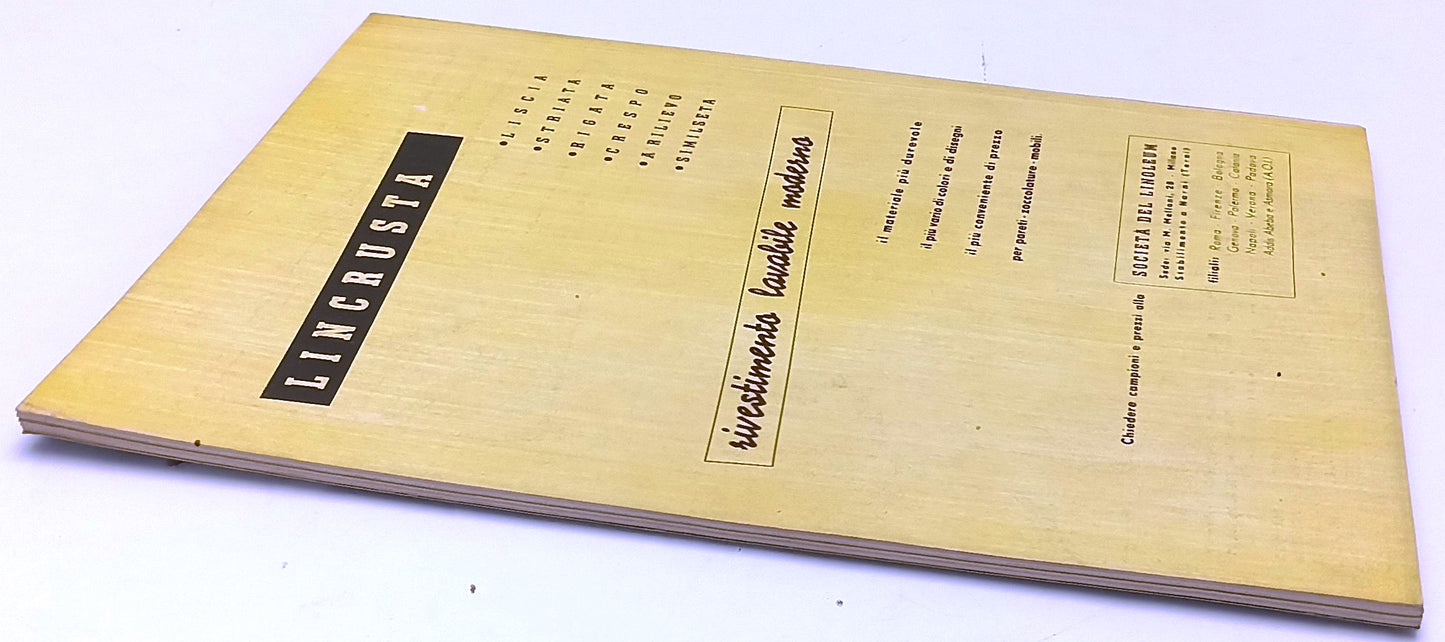 LINCRUSTA
•LISCIA
•STRIATA
•RIGATA
•CRESPO
•A RILIEVO
•SIMILSETA
rivestimento lavabile moderno
il materiale più durevole
il più vario di colori e di disegni
il più conveniente di prezzo
per pareti · zoccolature · mobili.
Chiedere campioni e prezzi alla
SOCIETÀ DEL LINOLEUM
Sede: via M. Melloni, 28 - Milano
Stabilimento a Narni (Terni)
filiali: Roma · Firenze · Bologna
Genova · Palermo · Catania
Napoli · Verona · Padova
Addis Abeba e Asmara (A.O.I.)